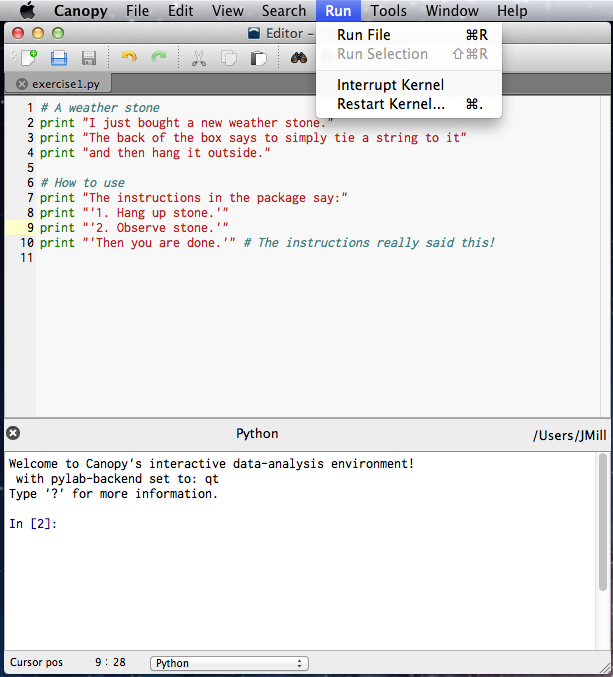 Canopy File Edit View Search Run Tools Window Help
Editor –
Run File ⌘R
Run Selection ⇧⌘R
Interrupt Kernel
Restart Kernel... ⌘.
exercise1.py
1 # A weather stone
2 print "I just bought a new weather stone."
3 print "The back of the box says to simply tie a string to it"
4 print "and then hang it outside."
5
6 # How to use
7 print "The instructions in the package say:"
8 print "'1. Hang up stone.'"
9 print "'2. Observe stone.'"
10 print "'Then you are done.'" # The instructions really said this!
11
Python /Users/JMill
Welcome to Canopy's interactive data-analysis environment!
with pylab-backend set to: qt
Type '?' for more information.
In [2]:
Cursor pos 9 : 28 Python